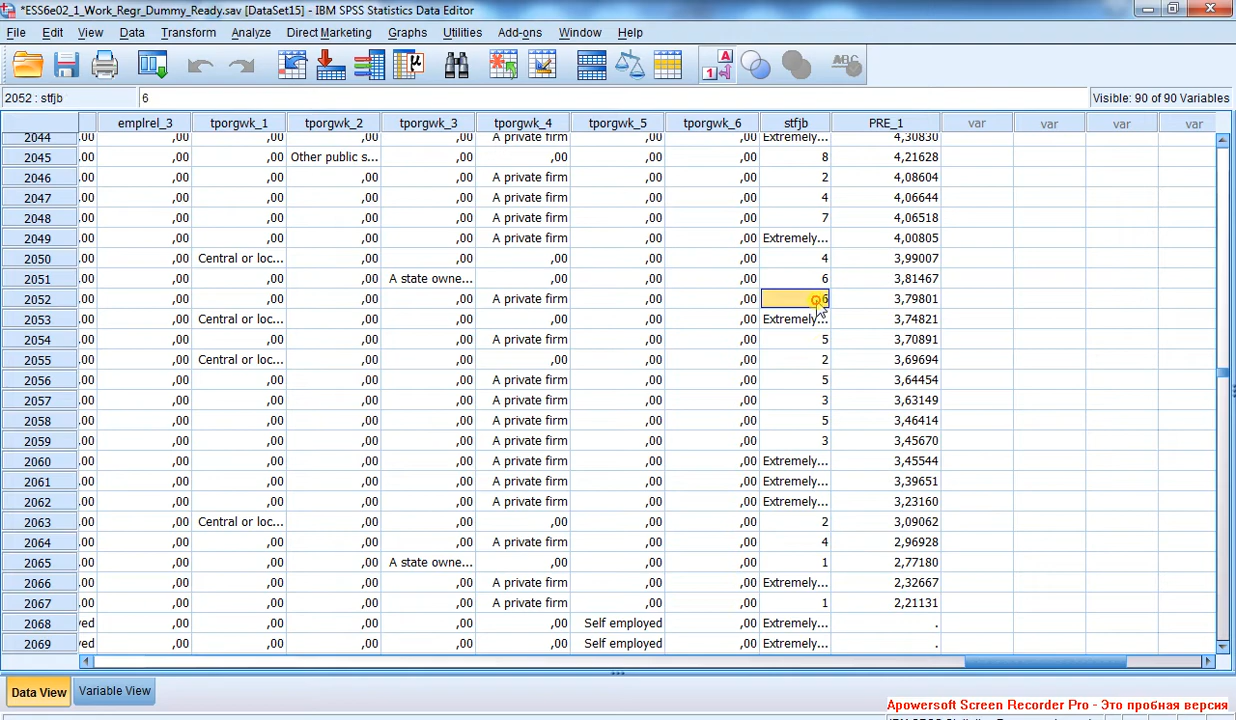 *ESS6e02_1_Work_Regr_Dummy_Ready.sav [DataSet15] - IBM SPSS Statistics Data Editor
File Edit View Data Transform Analyze Direct Marketing Graphs Utilities Add-ons Window Help
2052 : stfjb 6 Visible: 90 of 90 Variables
emplrel_3 tporgwk_1 tporgwk_2 tporgwk_3 tporgwk_4 tporgwk_5 tporgwk_6 stfjb PRE_1 var var var var
2044 ,00 ,00 ,00 ,00 ,00 A private firm ,00 ,00 Extremely... 4,30830
2045 ,00 ,00 ,00 Other public s... ,00 ,00 ,00 ,00 8 4,21628
2046 ,00 ,00 ,00 ,00 ,00 A private firm ,00 ,00 2 4,08604
2047 ,00 ,00 ,00 ,00 ,00 A private firm ,00 ,00 4 4,06644
2048 ,00 ,00 ,00 ,00 ,00 A private firm ,00 ,00 7 4,06518
2049 ,00 ,00 ,00 ,00 ,00 A private firm ,00 ,00 Extremely... 4,00805
2050 ,00 ,00 Central or loc... ,00 ,00 ,00 ,00 ,00 4 3,99007
2051 ,00 ,00 ,00 ,00 A state owne... ,00 ,00 ,00 6 3,81467
2052 ,00 ,00 ,00 ,00 ,00 A private firm ,00 ,00 6 3,79801
2053 ,00 ,00 Central or loc... ,00 ,00 ,00 ,00 ,00 Extremely... 3,74821
2054 ,00 ,00 ,00 ,00 ,00 A private firm ,00 ,00 5 3,70891
2055 ,00 ,00 Central or loc... ,00 ,00 ,00 ,00 ,00 2 3,69694
2056 ,00 ,00 ,00 ,00 ,00 A private firm ,00 ,00 5 3,64454
2057 ,00 ,00 ,00 ,00 ,00 A private firm ,00 ,00 3 3,63149
2058 ,00 ,00 ,00 ,00 ,00 A private firm ,00 ,00 5 3,46414
2059 ,00 ,00 ,00 ,00 ,00 A private firm ,00 ,00 3 3,45670
2060 ,00 ,00 ,00 ,00 ,00 A private firm ,00 ,00 Extremely... 3,45544
2061 ,00 ,00 ,00 ,00 ,00 A private firm ,00 ,00 Extremely... 3,39651
2062 ,00 ,00 ,00 ,00 ,00 A private firm ,00 ,00 Extremely... 3,23160
2063 ,00 ,00 Central or loc... ,00 ,00 ,00 ,00 ,00 2 3,09062
2064 ,00 ,00 ,00 ,00 ,00 A private firm ,00 ,00 4 2,96928
2065 ,00 ,00 ,00 ,00 A state owne... ,00 ,00 ,00 1 2,77180
2066 ,00 ,00 ,00 ,00 ,00 A private firm ,00 ,00 Extremely... 2,32667
2067 ,00 ,00 ,00 ,00 ,00 A private firm ,00 ,00 1 2,21131
2068 yed ,00 ,00 ,00 ,00 ,00 Self employed ,00 Extremely... .
2069 yed ,00 ,00 ,00 ,00 ,00 Self employed ,00 Extremely... .
Data View Variable View
Apowersoft Screen Recorder Pro - Это пробная версия